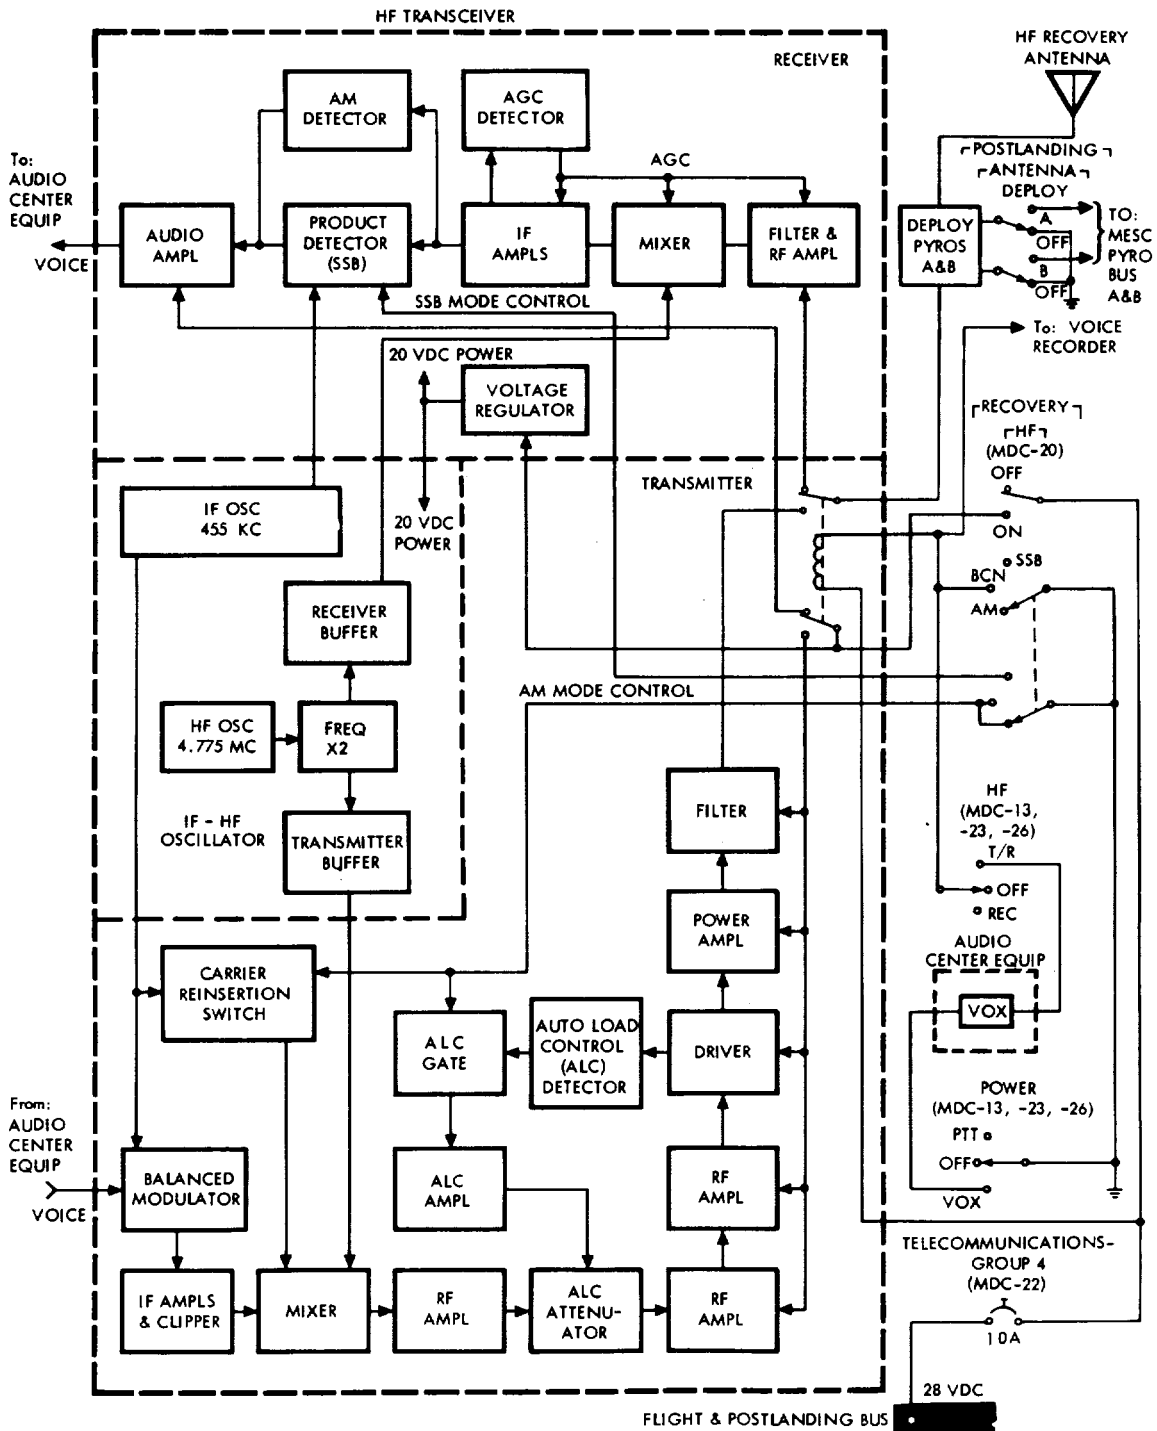 HF TRANSCEIVER
RECEIVER
HF RECOVERY
ANTENNA
AM
DETECTOR
AGC
DETECTOR
AGC
POSTLANDING
ANTENNA
DEPLOY
A
OFF
B
OFF
TO:
MESC
PYRO
BUS
A&B
To:
AUDIO
CENTER
EQUIP
VOICE
AUDIO
AMPL
PRODUCT
DETECTOR
(SSB)
IF
AMPLS
MIXER
FILTER &
RF AMPL
DEPLOY
PYROS
A&B
SSB MODE CONTROL
To: VOICE
RECORDER
20 VDC POWER
VOLTAGE
REGULATOR
RECOVERY
HF
(MDC-20)
OFF
ON
TRANSMITTER
IF OSC
455 KC
20 VDC
POWER
SSB
BCN
AM
RECEIVER
BUFFER
AM MODE CONTROL
HF OSC
4.775 MC
FREQ
X2
IF - HF
OSCILLATOR
TRANSMITTER
BUFFER
FILTER
HF
(MDC-13,
-23, -26)
T/R
OFF
REC
POWER
AMPL
AUDIO
CENTER EQUIP
VOX
CARRIER
REINSERTION
SWITCH
ALC
GATE
AUTO LOAD
CONTROL
(ALC)
DETECTOR
DRIVER
POWER
(MDC-13, -23, -26)
PTT
OFF
VOX
From:
AUDIO
CENTER
EQUIP
VOICE
BALANCED
MODULATOR
ALC
AMPL
RF
AMPL
IF AMPLS
& CLIPPER
MIXER
RF
AMPL
ALC
ATTENU-
ATOR
RF
AMPL
TELECOMMUNICATIONS-
GROUP 4
(MDC-22)
10A
28 VDC
FLIGHT & POSTLANDING BUS